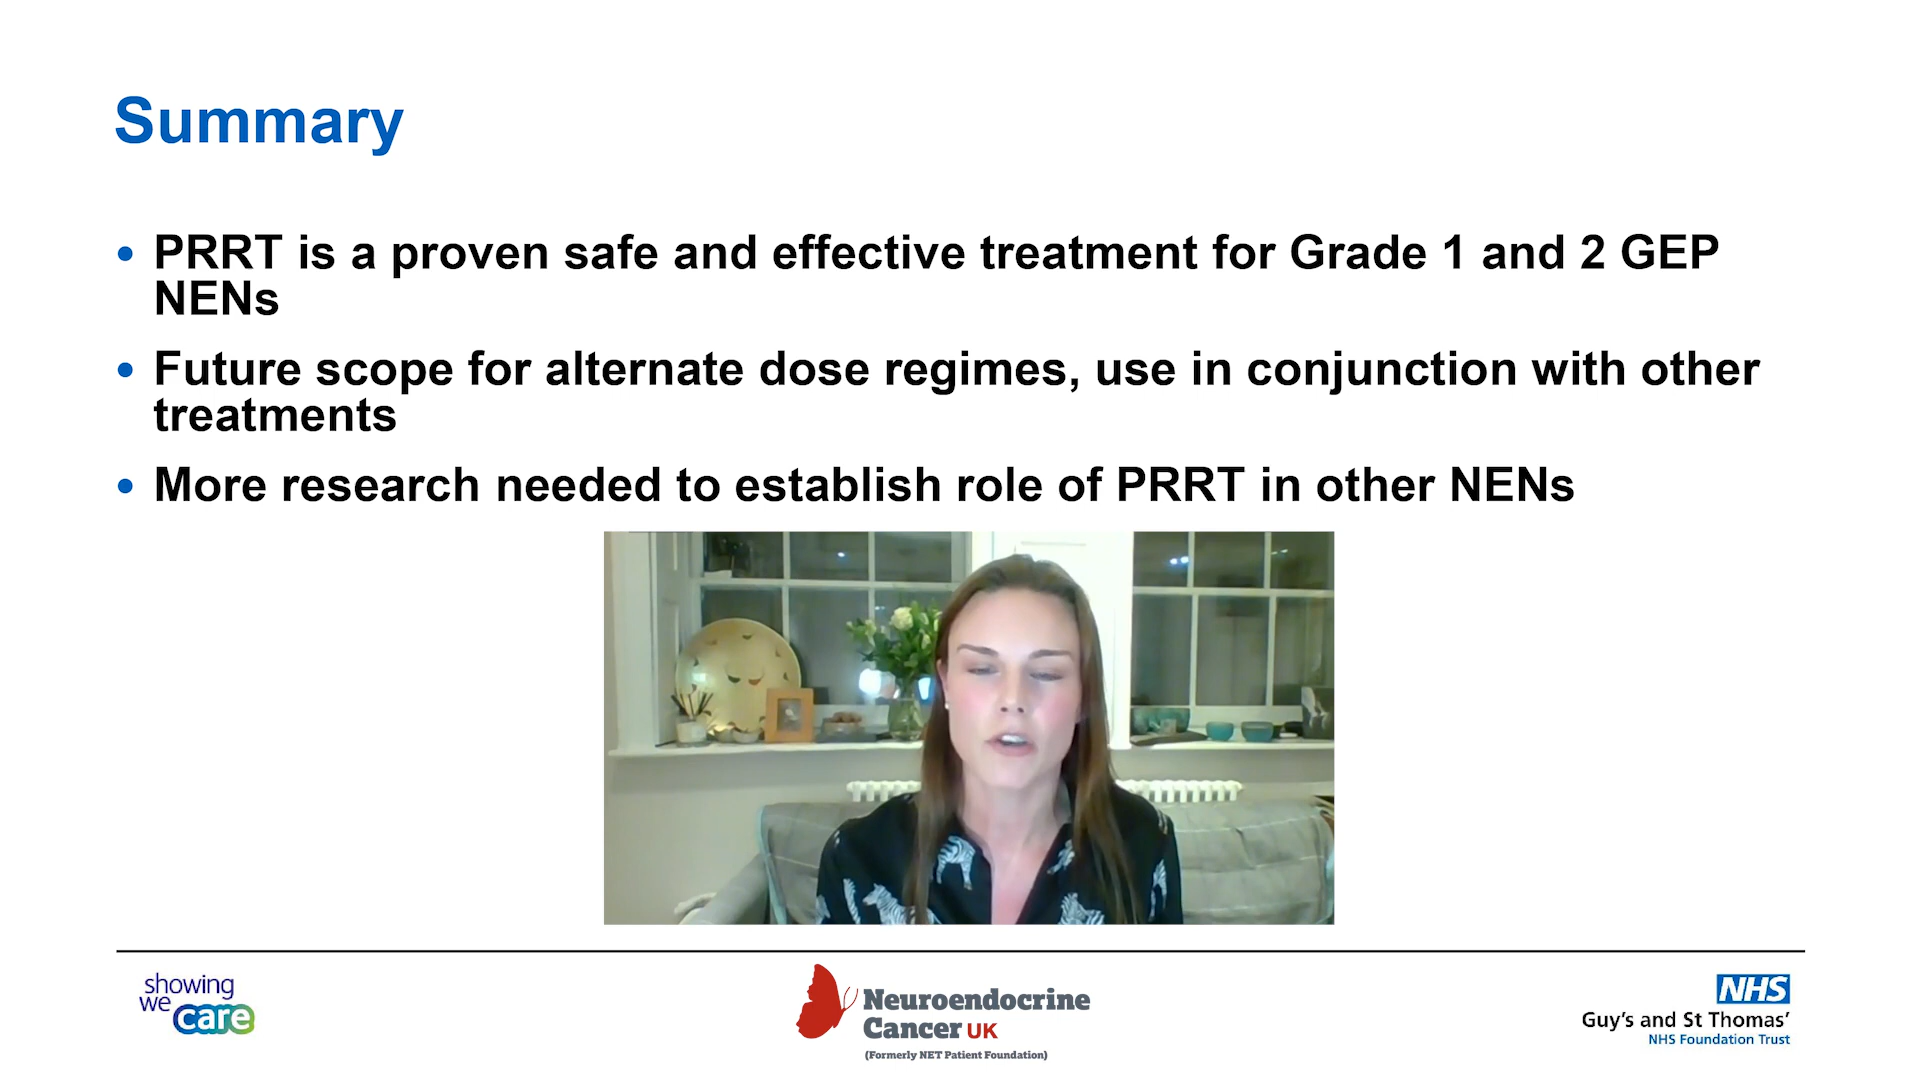 Summary
• PRRT is a proven safe and effective treatment for Grade 1 and 2 GEP
NENs
• Future scope for alternate dose regimes, use in conjunction with other
treatments
• More research needed to establish role of PRRT in other NENs
showing
we care
Neuroendocrine
Cancer UK
(Formerly NET Patient Foundation)
NHS
Guy's and St Thomas'
NHS Foundation Trust